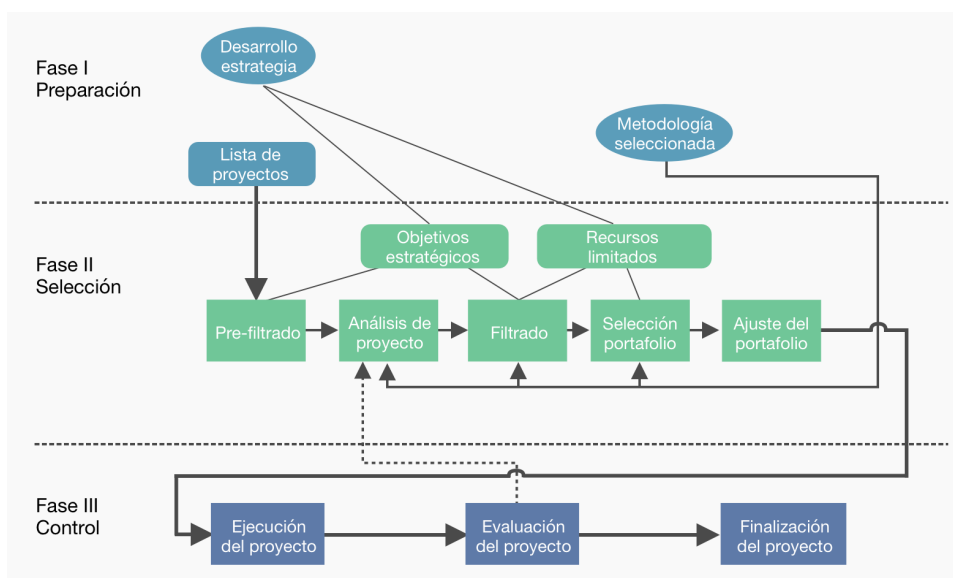 Desarrollo
estrategia
Fase I
Preparación
Metodología
seleccionada
Lista de
proyectos
Objetivos
estratégicos
Recursos
limitados
Fase II
Selección
Pre-filtrado
Análisis de
proyecto
Filtrado
Selección
portafolio
Ajuste del
portafolio
Fase III
Control
Ejecución
del proyecto
Evaluación
del proyecto
Finalización
del proyecto